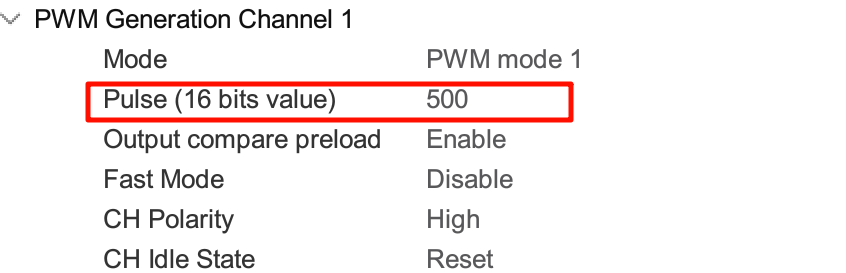 PWM Generation Channel 1
Mode PWM mode 1
Pulse (16 bits value) 500
Output compare preload Enable
Fast Mode Disable
CH Polarity High
CH Idle State Reset